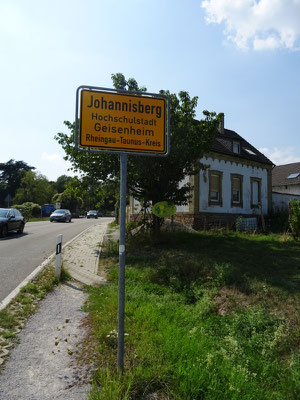 Johannisberg
Hochschulstadt
Geisenheim
Rheingau-Taunus-Kreis